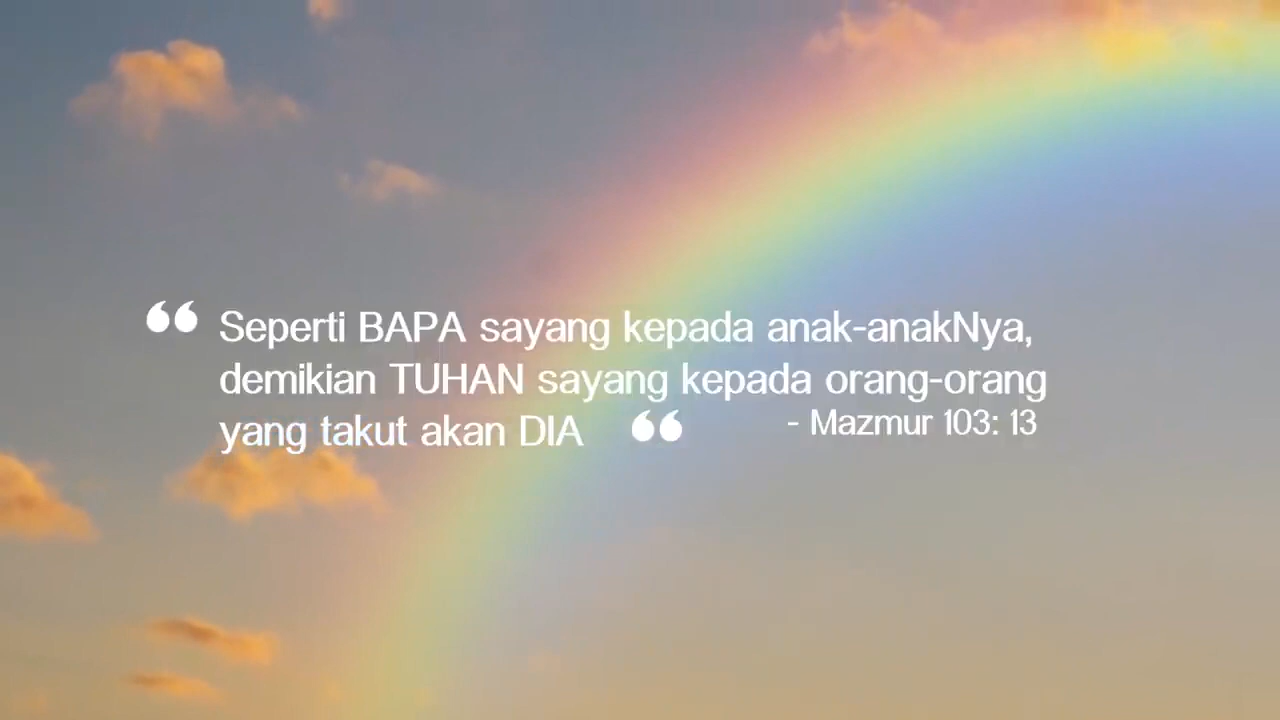 “ Seperti BAPA sayang kepada anak-anakNya,
demikian TUHAN sayang kepada orang-orang
yang takut akan DIA “
- Mazmur 103: 13